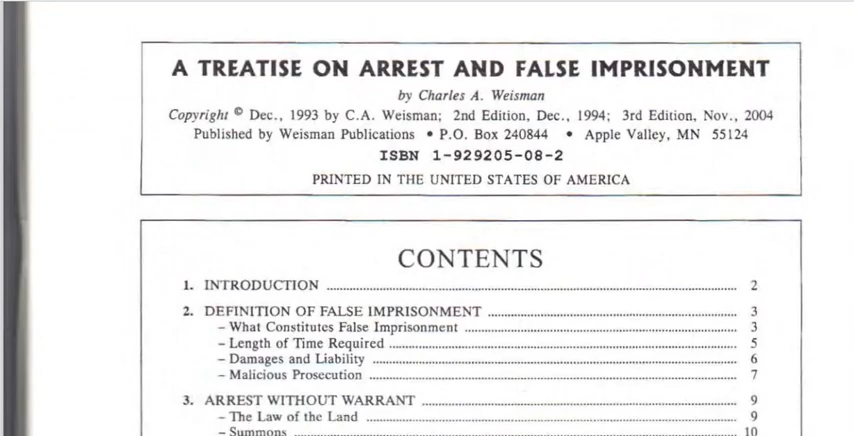 A TREATISE ON ARREST AND FALSE IMPRISONMENT
by Charles A. Weisman
Copyright © Dec., 1993 by C.A. Weisman; 2nd Edition, Dec., 1994; 3rd Edition, Nov., 2004
Published by Weisman Publications • P.O. Box 240844 • Apple Valley, MN 55124
ISBN 1-929205-08-2
PRINTED IN THE UNITED STATES OF AMERICA
CONTENTS
1. INTRODUCTION ........ 2
2. DEFINITION OF FALSE IMPRISONMENT ........ 3
– What Constitutes False Imprisonment ........ 3
– Length of Time Required ........ 5
– Damages and Liability ........ 6
– Malicious Prosecution ........ 7
3. ARREST WITHOUT WARRANT ........ 9
– The Law of the Land ........ 9
– Summons ........ 10